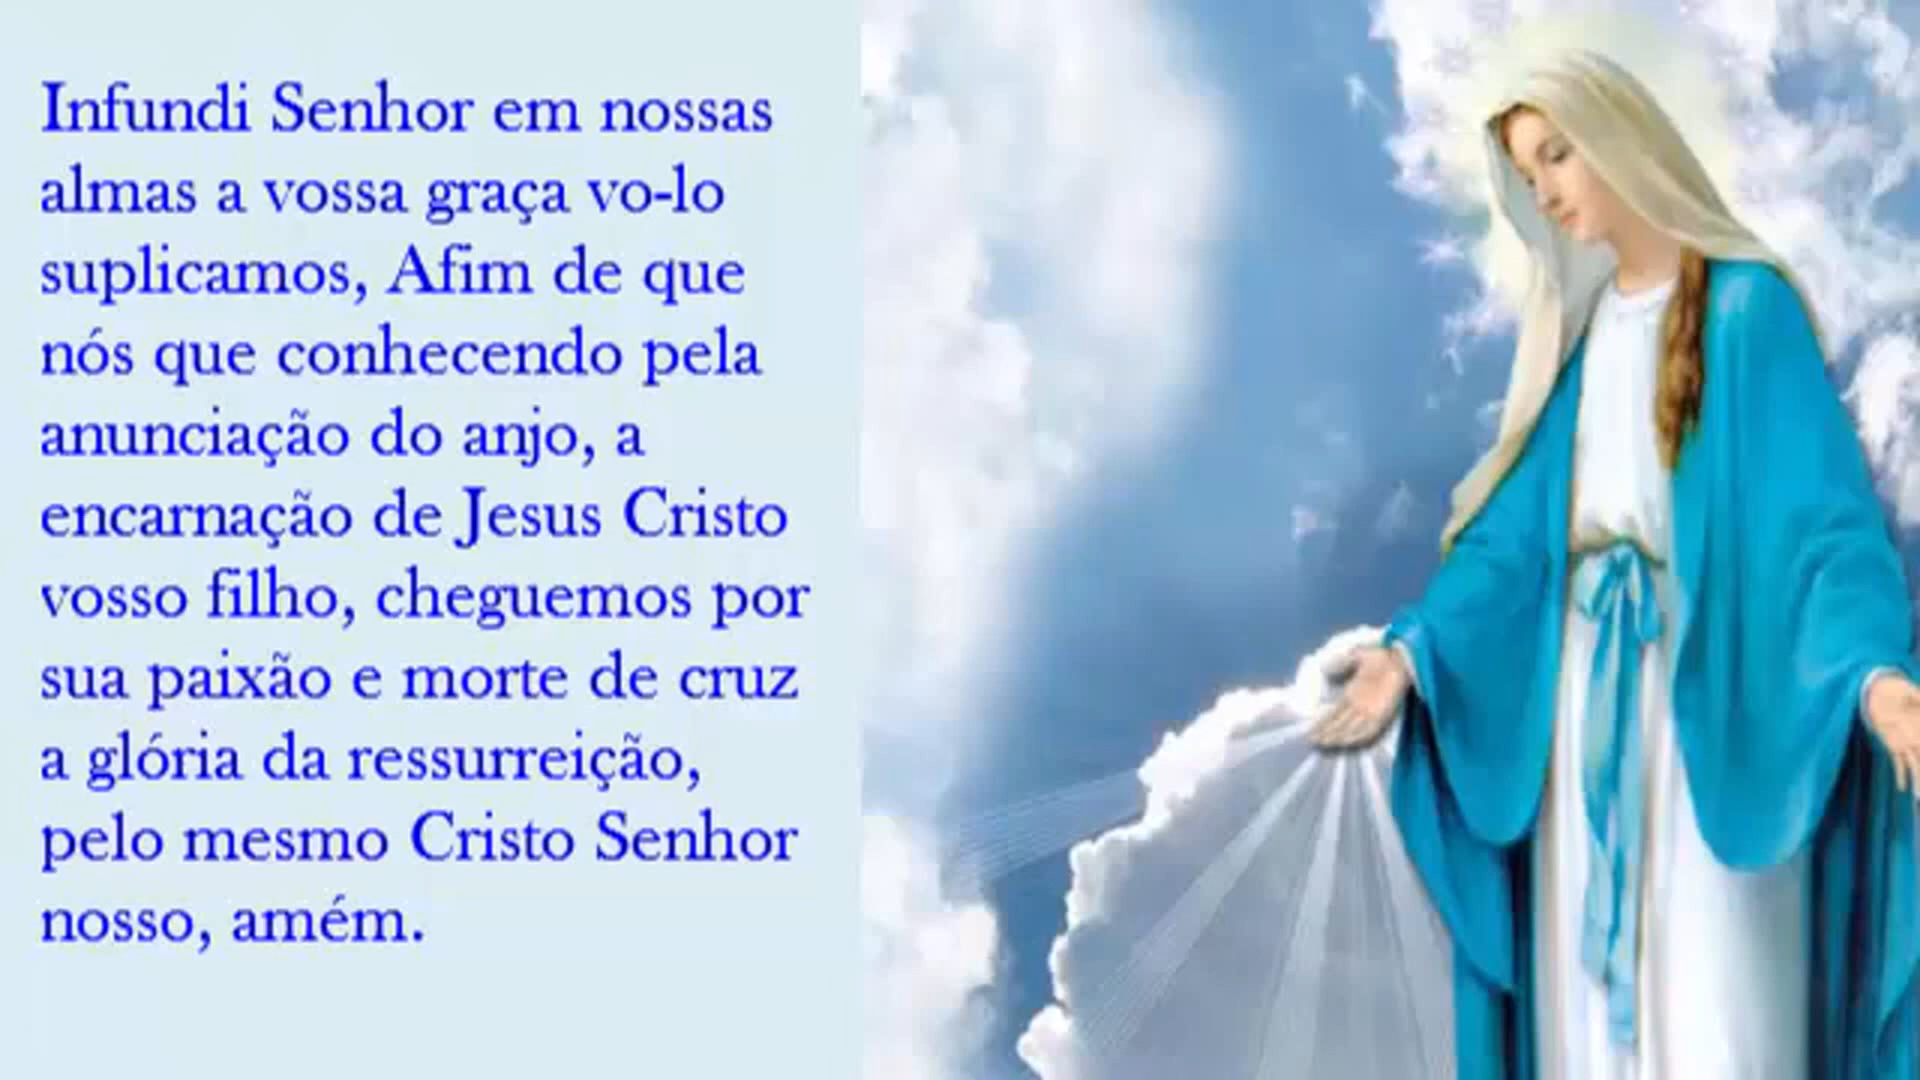 Infundi Senhor em nossas
almas a vossa graça vo-lo
suplicamos, Afim de que
nós que conhecendo pela
anunciação do anjo, a
encarnação de Jesus Cristo
vosso filho, cheguemos por
sua paixão e morte de cruz
a glória da ressurreição,
pelo mesmo Cristo Senhor
nosso, amém.